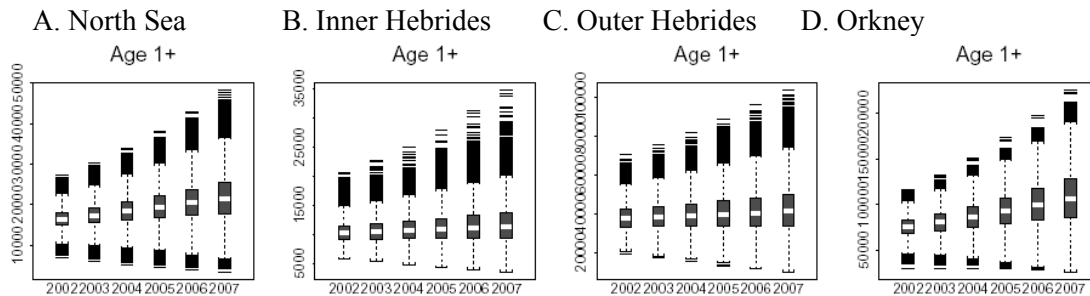 A. North Sea
B. Inner Hebrides
C. Outer Hebrides
D. Orkney
Age 1+
Age 1+
Age 1+
Age 1+
10000 20000 30000 40000 50000
5000 15000 25000 35000
20000 40000 60000 80000 100000
50000 100000 150000 200000
2002 2003 2004 2005 2006 2007
2002 2003 2004 2005 2006 2007
2002 2003 2004 2005 2006 2007
2002 2003 2004 2005 2006 2007